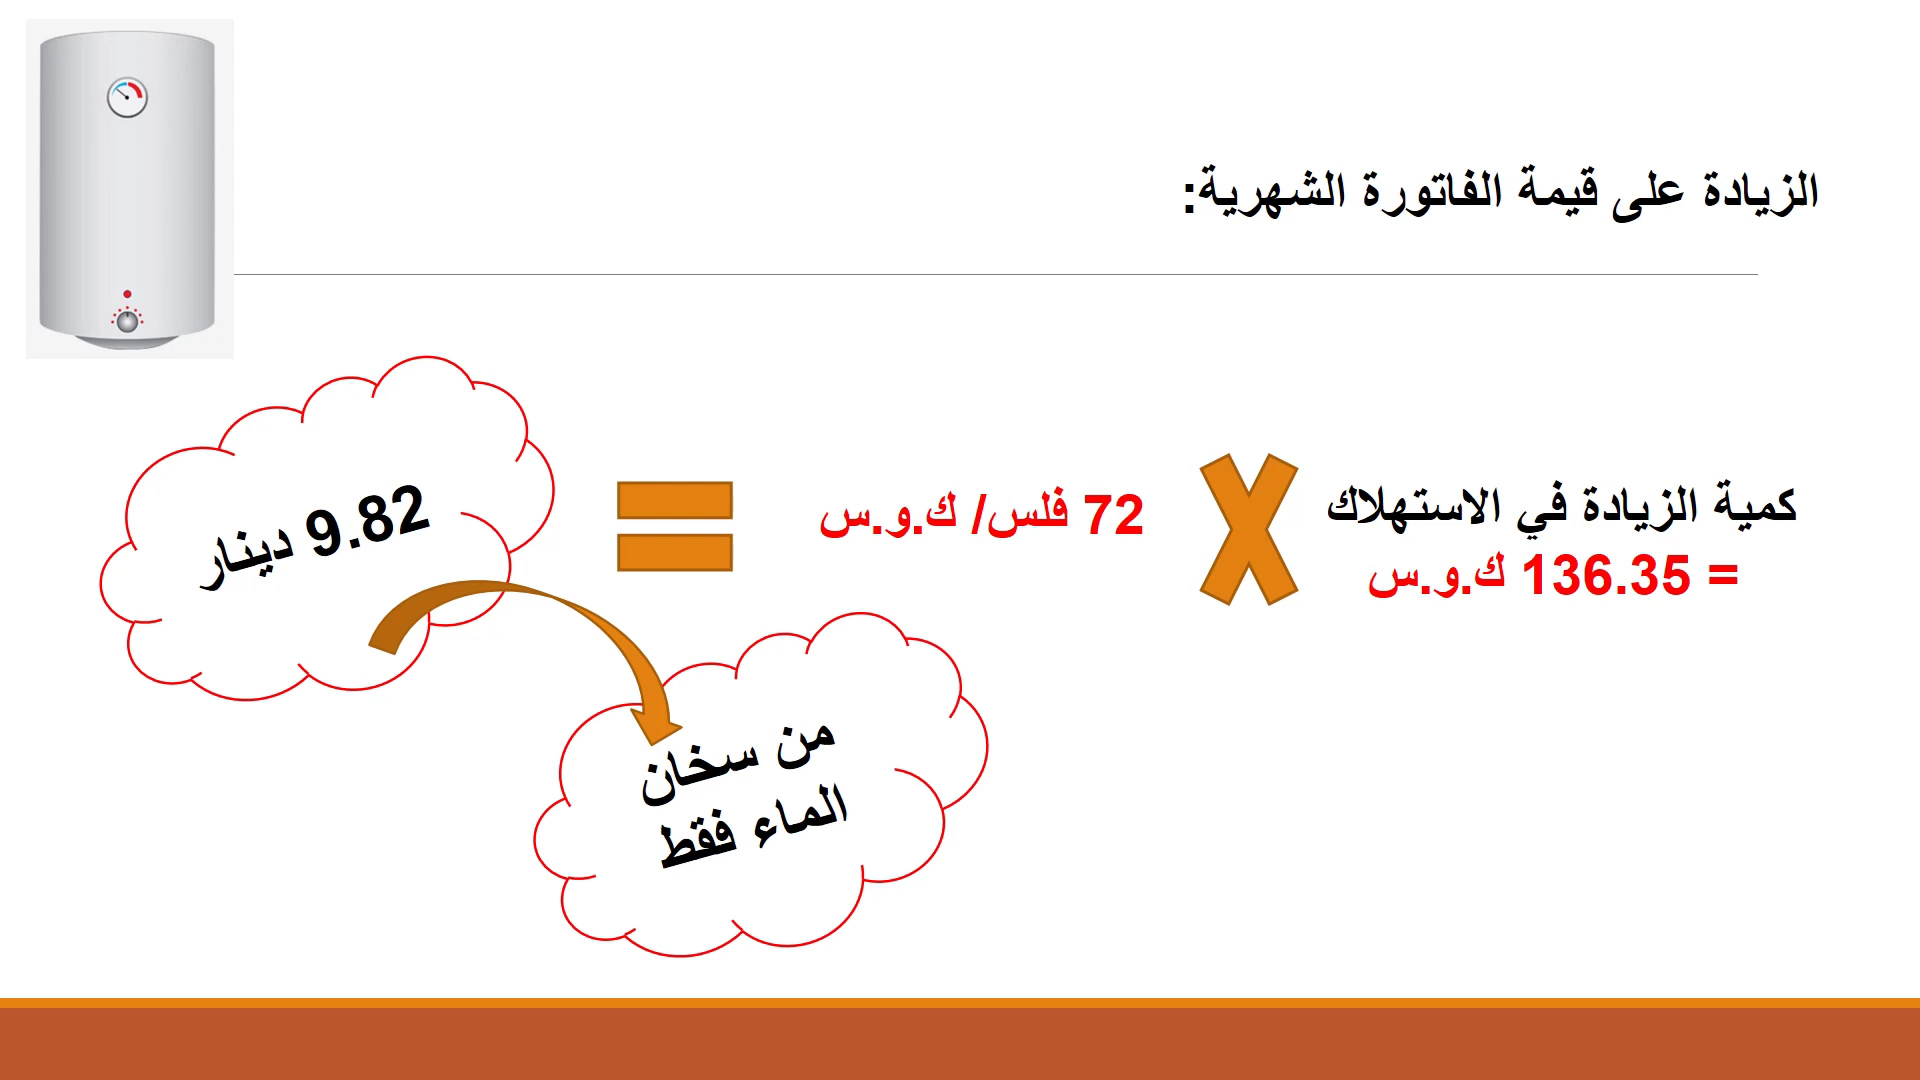 الزيادة على قيمة الفاتورة الشهرية:
كمية الزيادة في الاستهلاك
= 136.35 ك.و.س
72 فلس/ ك.و.س
9.82 دينار
من سخان
الماء فقط